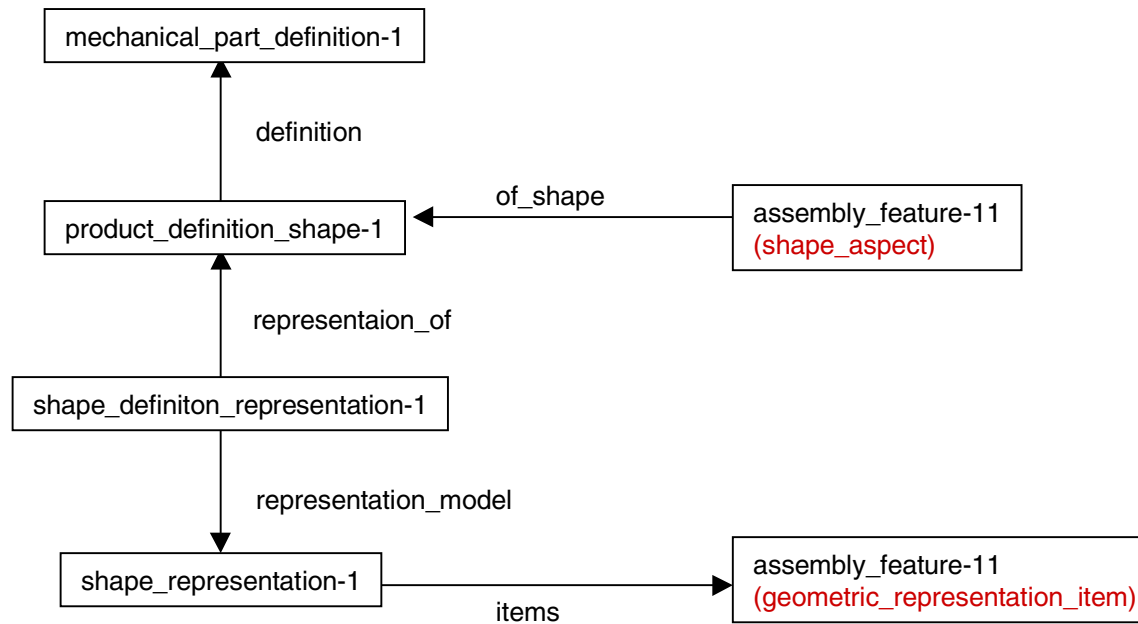 mechanical_part_definition-1
definition
of_shape
product_definition_shape-1
assembly_feature-11
(shape_aspect)
representaion_of
shape_definiton_representation-1
representation_model
shape_representation-1
items
assembly_feature-11
(geometric_representation_item)